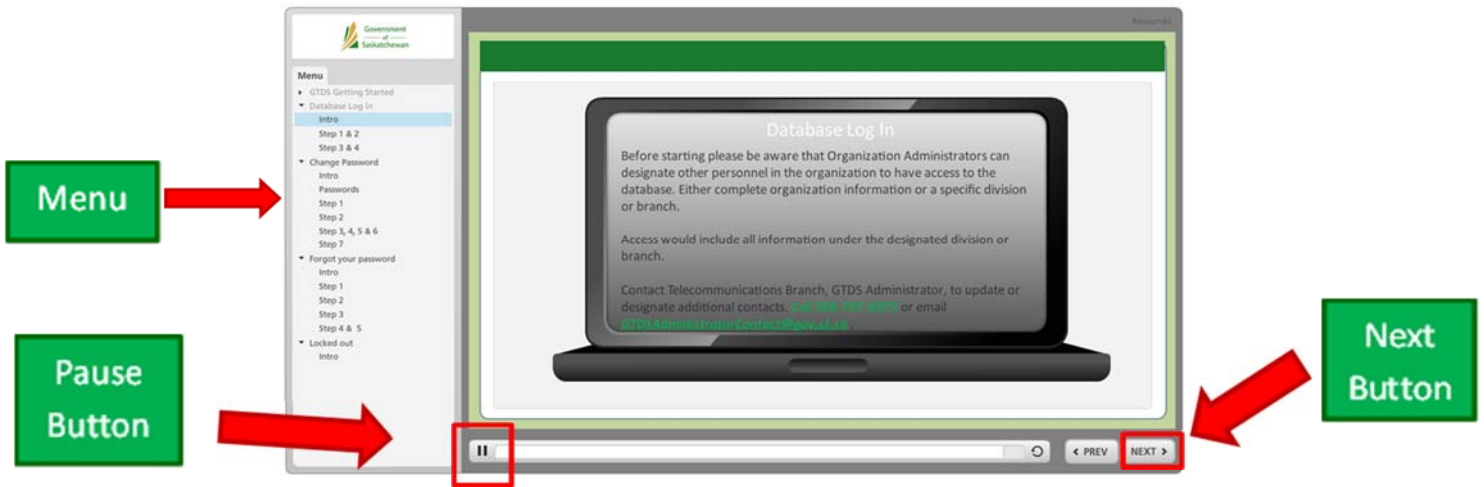 Government
of
Saskatchewan
Resources
Menu
GTDS Getting Started
Database Log in
Intro
Step 1 & 2
Step 3 & 4
Change Password
Intro
Passwords
Step 1
Step 2
Step 3, 4, 5 & 6
Step 7
Forgot your password
Intro
Step 1
Step 2
Step 3
Step 4 & 5
Locked out
Intro
Database Log In
Before starting please be aware that Organization Administrators can
designate other personnel in the organization to have access to the
database. Either complete organization information or a specific division
or branch.
Access would include all information under the designated division or
branch.
Contact Telecommunications Branch, GTDS Administrator, to update or
designate additional contacts. Call or email
GTDSAdministratorContact@gov.sk.ca
PREV
NEXT
Menu
Pause
Button
Next
Button